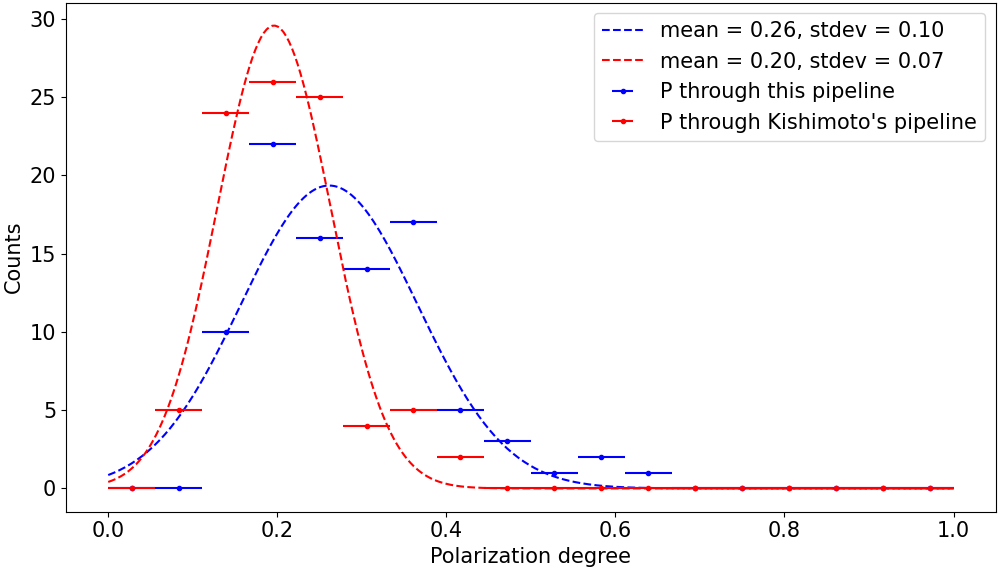 mean = 0.26, stdev = 0.10
mean = 0.20, stdev = 0.07
P through this pipeline
P through Kishimoto's pipeline
Counts
30
25
20
15
10
5
0
0.0 0.2 0.4 0.6 0.8 1.0
Polarization degree